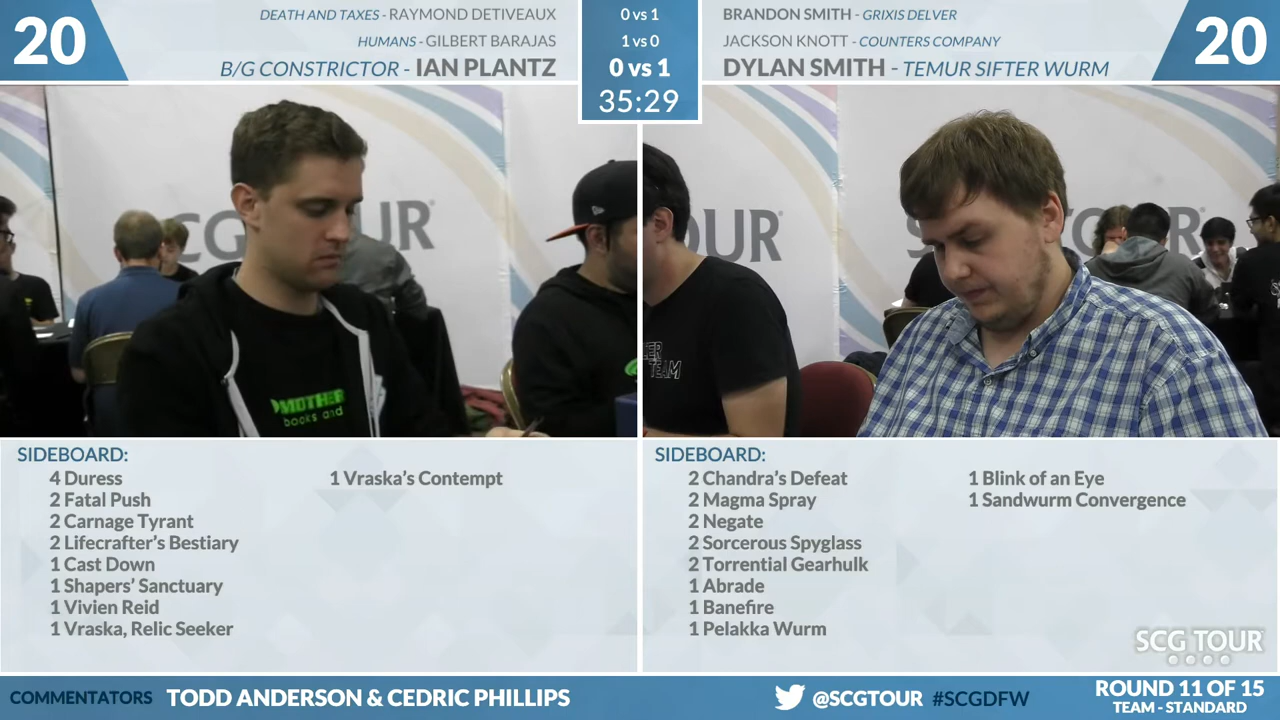 20
DEATH AND TAXES - RAYMOND DETIVEAUX
HUMANS - GILBERT BARAJAS
B/G CONSTRICTOR - IAN PLANTZ
0 vs 1
1 vs 0
0 vs 1
35:29
BRANDON SMITH - GRIXIS DELVER
JACKSON KNOTT - COUNTERS COMPANY
DYLAN SMITH - TEMUR SIFTER WURM
20
SCG TOUR
MOTHER
books and
OUR
TEAM
TOUR
SIDEBOARD:
4 Duress
2 Fatal Push
2 Carnage Tyrant
2 Lifecrafter's Bestiary
1 Cast Down
1 Shapers' Sanctuary
1 Vivien Reid
1 Vraska, Relic Seeker
1 Vraska's Contempt
SIDEBOARD:
2 Chandra's Defeat
2 Magma Spray
2 Negate
2 Sorcerous Spyglass
2 Torrential Gearhulk
1 Abrade
1 Banefire
1 Pelakka Wurm
1 Blink of an Eye
1 Sandwurm Convergence
SCG TOUR
COMMENTATORS TODD ANDERSON & CEDRIC PHILLIPS
@SCGTOUR #SCGDFW
ROUND 11 OF 15
TEAM - STANDARD